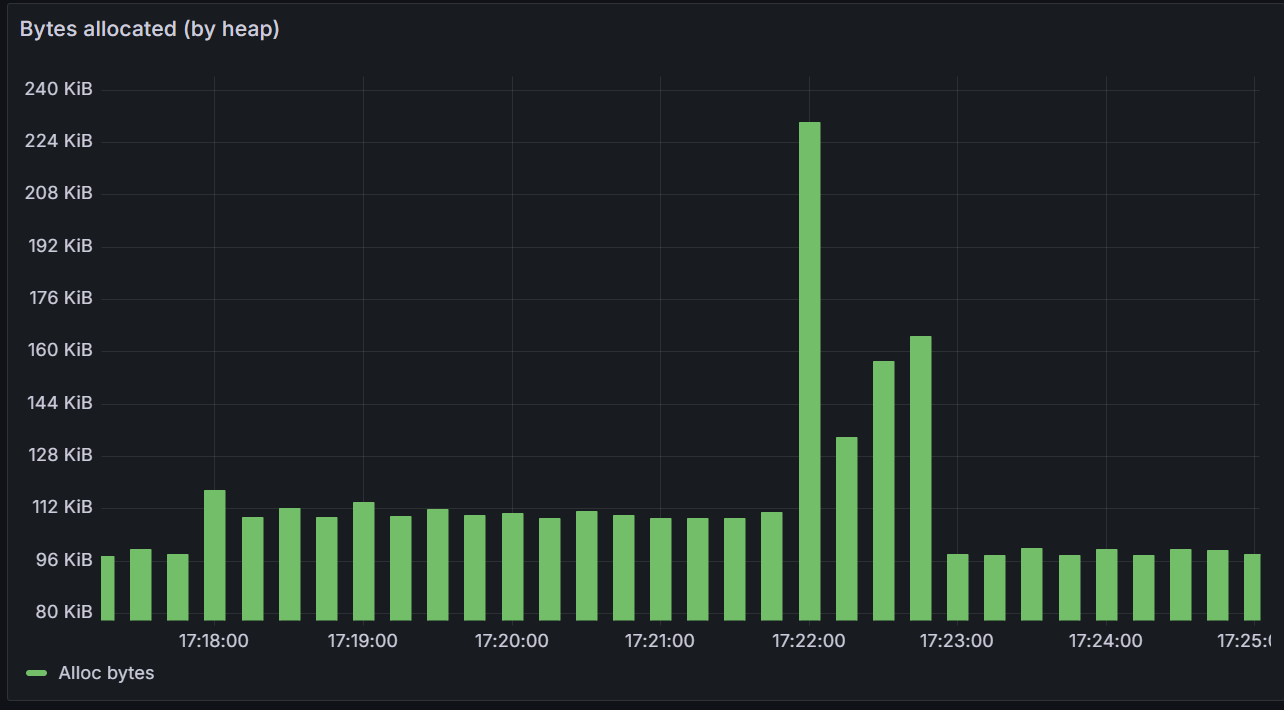 Bytes allocated (by heap)
240 KiB
224 KiB
208 KiB
192 KiB
176 KiB
160 KiB
144 KiB
128 KiB
112 KiB
96 KiB
80 KiB
17:18:00 17:19:00 17:20:00 17:21:00 17:22:00 17:23:00 17:24:00 17:25:
Alloc bytes